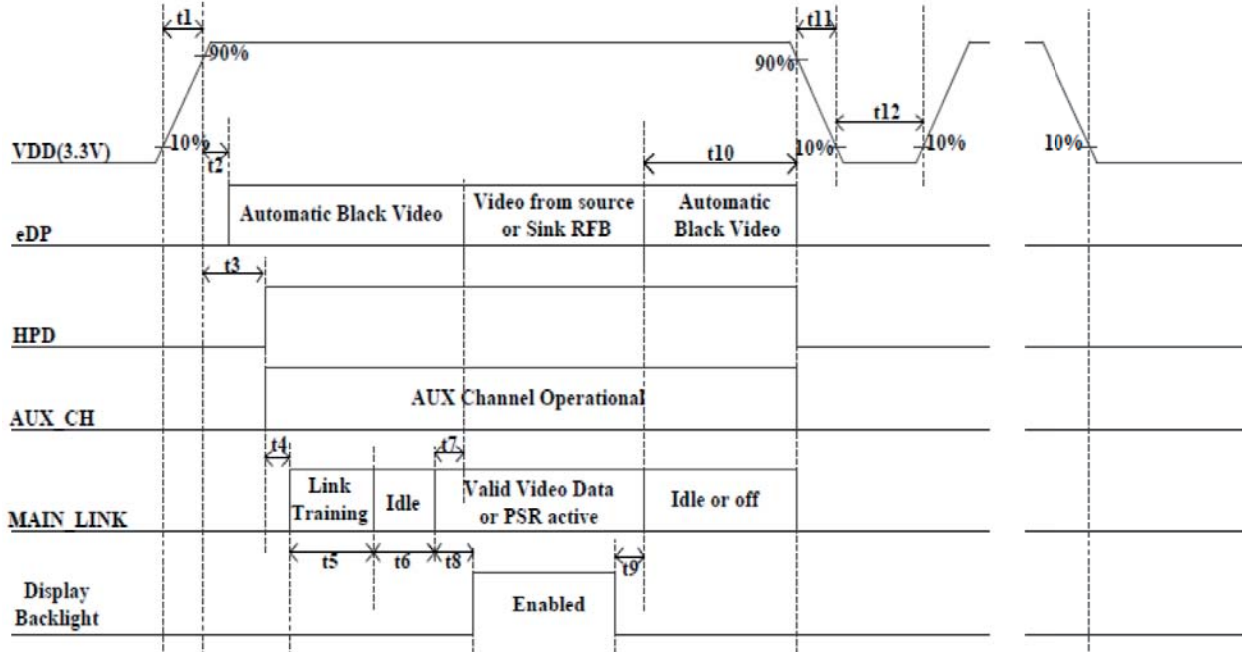 t1
t11
90%
90%
t12
VDD(3.3V)
10%
t2
t10
10%
10%
10%
eDP
Automatic Black Video
Video from source
or Sink RFB
Automatic
Black Video
t3
HPD
AUX_CH
AUX Channel Operational
t4
t7
MAIN_LINK
Link
Training
Idle
Valid Video Data
or PSR active
Idle or off
t5
t6
t8
t9
Display
Backlight
Enabled